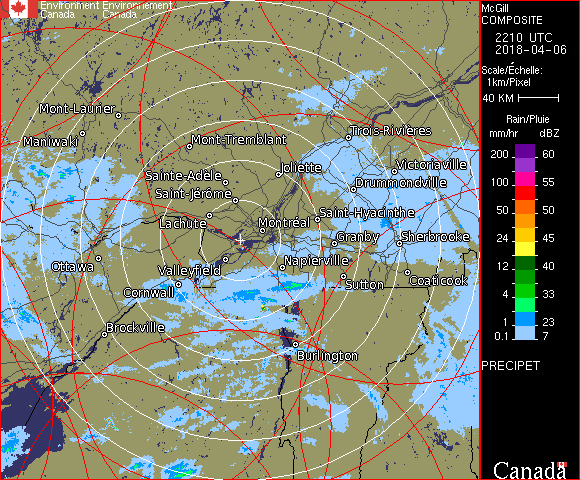 Environment Environnement
Canada Canada
McGill
COMPOSITE
2210 UTC
2018-04-06
Scale/Échelle:
1km/Pixel
40 KM
Rain/Pluie
mm/hr dBZ
200 60
100 55
50 50
24 45
12 40
4 33
1 23
0.1 7
PRECIPET
Canada
Mont-Laurier
Maniwaki
Mont-Tremblant
Trois-Rivières
Sainte-Adèle
Joliette
Victoriaville
Saint-Jérôme
Drummondville
Lachute
Saint-Hyacinthe
Montréal
Granby
Sherbrooke
Ottawa
Valleyfield
Napierville
Cornwall
Sutton
Coaticook
Brockville
Burlington